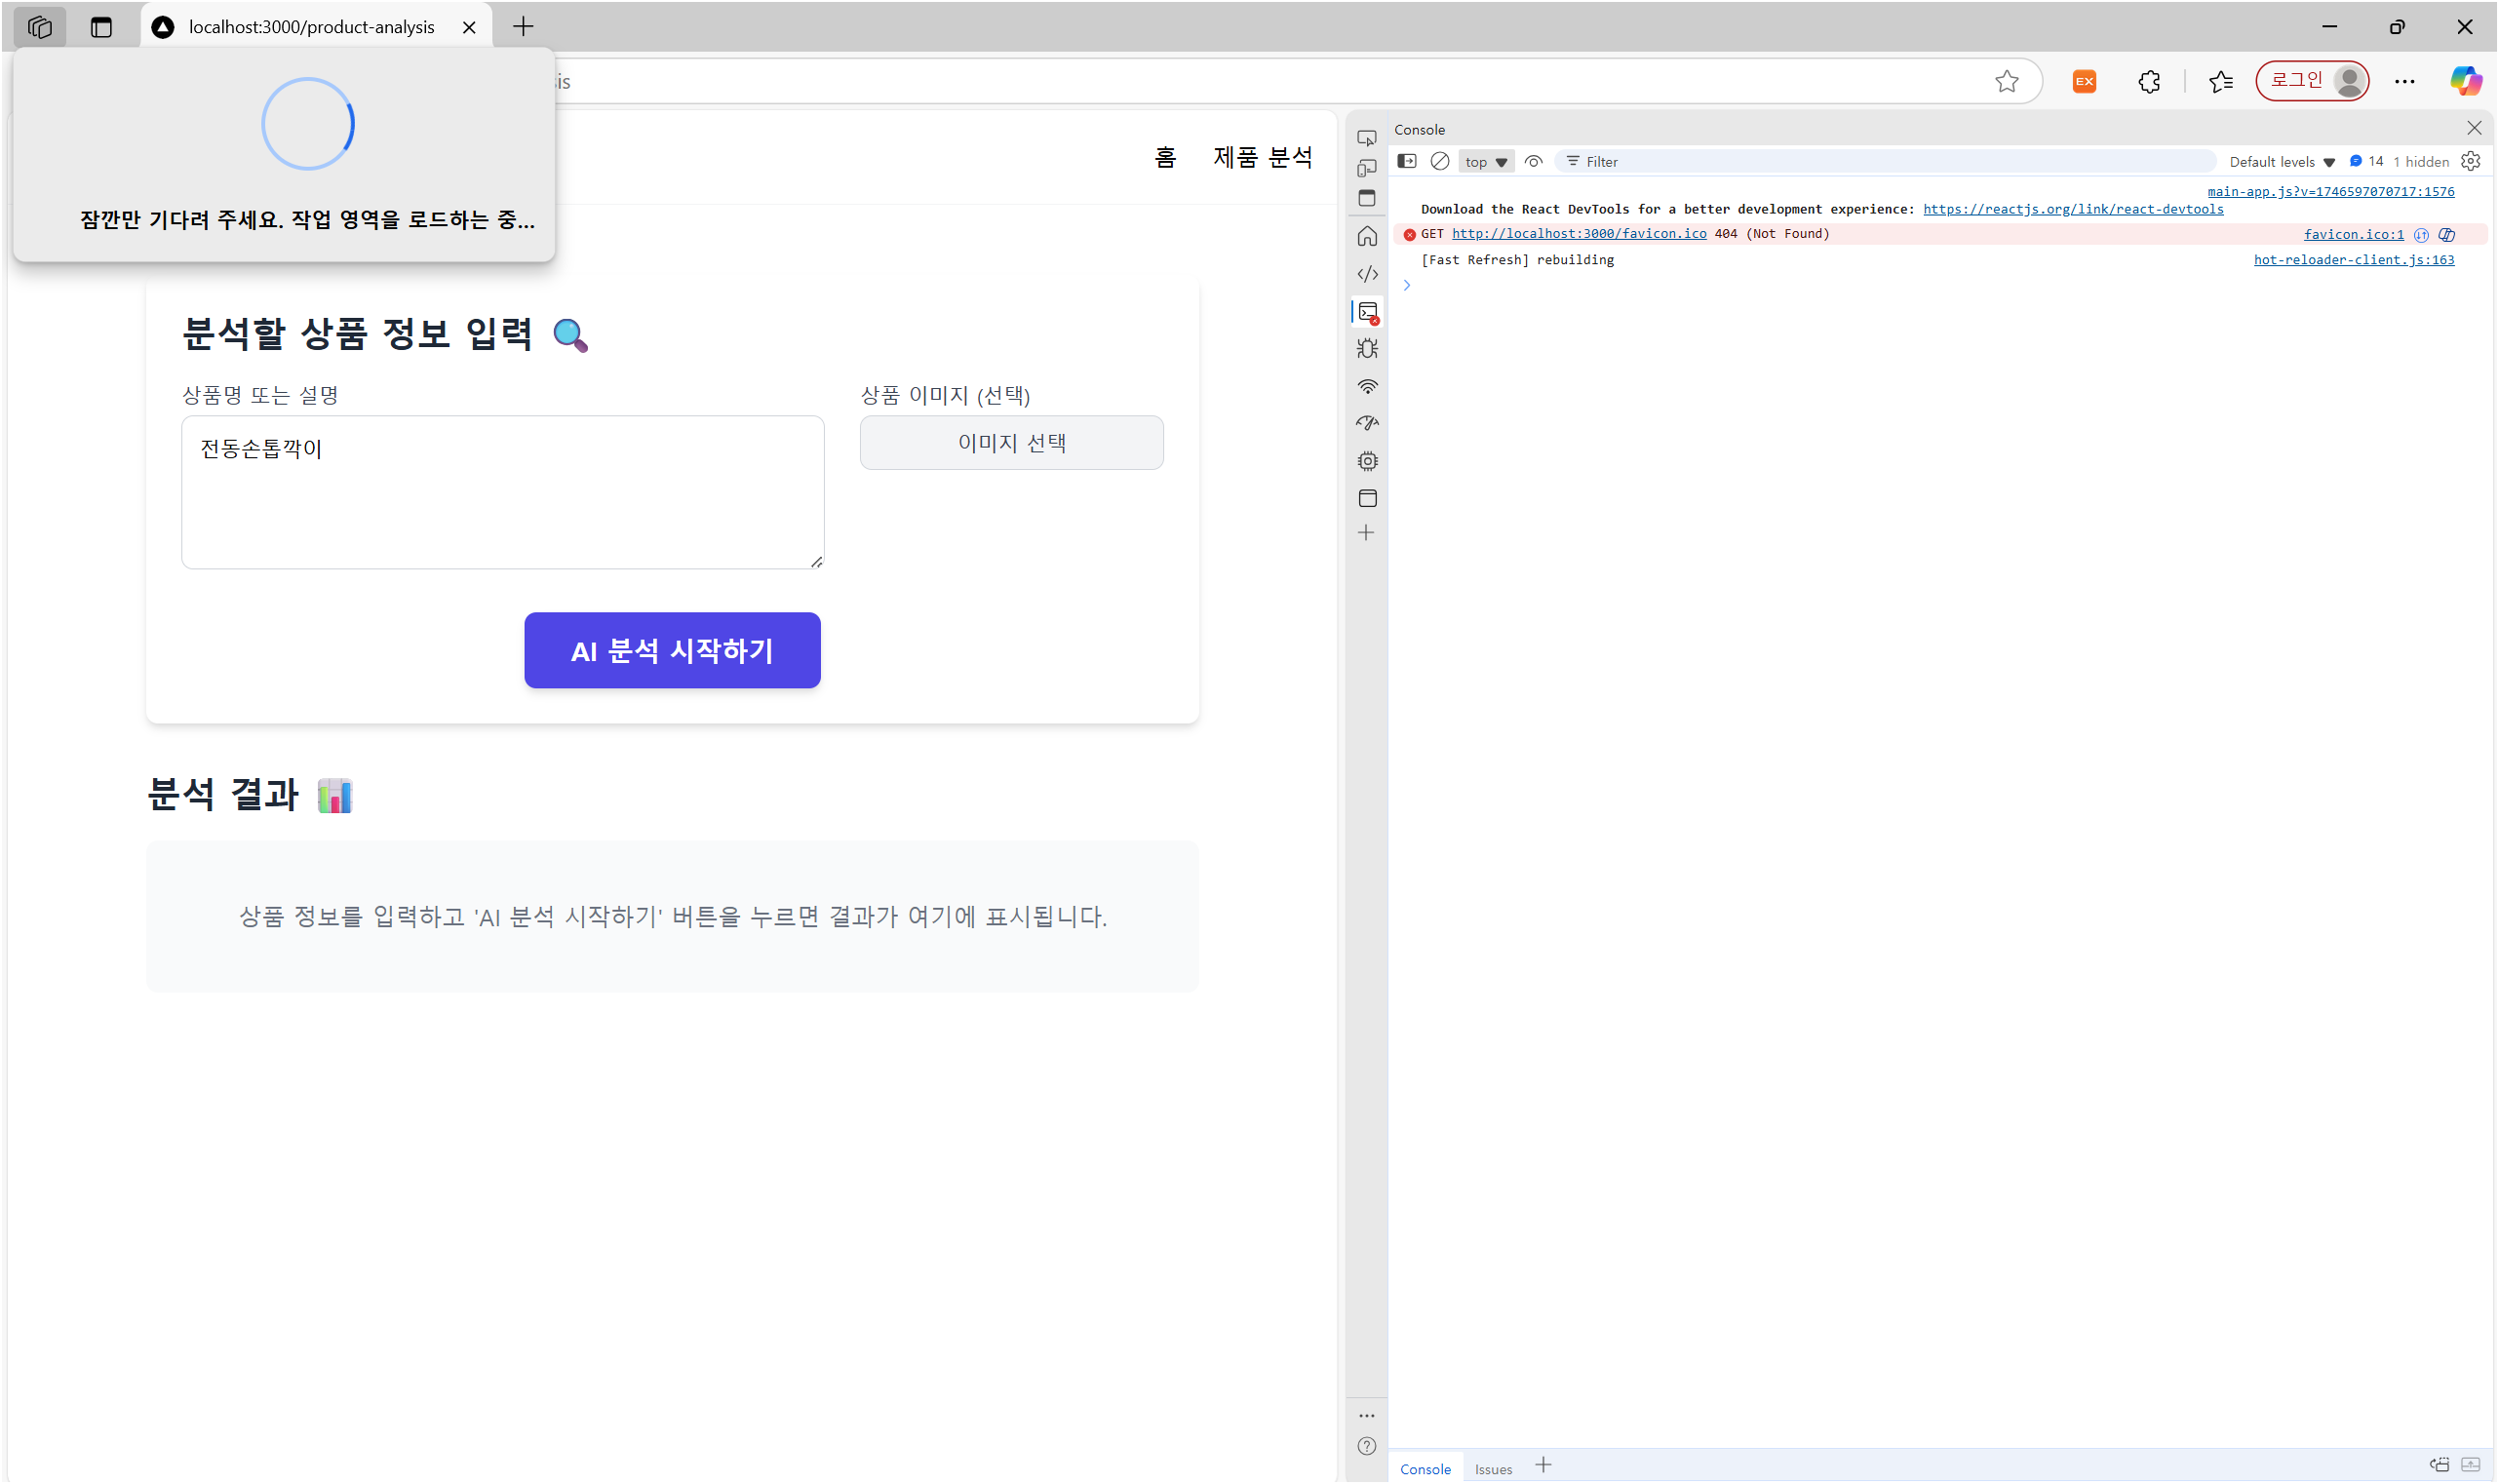 localhost:3000/product-analysis
is
로그인
잠깐만 기다려 주세요. 작업 영역을 로드하는 중...
홈
제품 분석
분석할 상품 정보 입력
상품명 또는 설명
상품 이미지 (선택)
전동손톱깍이
이미지 선택
AI 분석 시작하기
분석 결과
상품 정보를 입력하고 'AI 분석 시작하기' 버튼을 누르면 결과가 여기에 표시됩니다.
EX
Console
top
Filter
Default levels
14
1 hidden
main-app.js?v=1746597070717:1576
Download the React DevTools for a better development experience: https://reactjs.org/link/react-devtools
GET http://localhost:3000/favicon.ico 404 (Not Found)
favicon.ico:1
[Fast Refresh] rebuilding
hot-reloader-client.js:163
Console
Issues